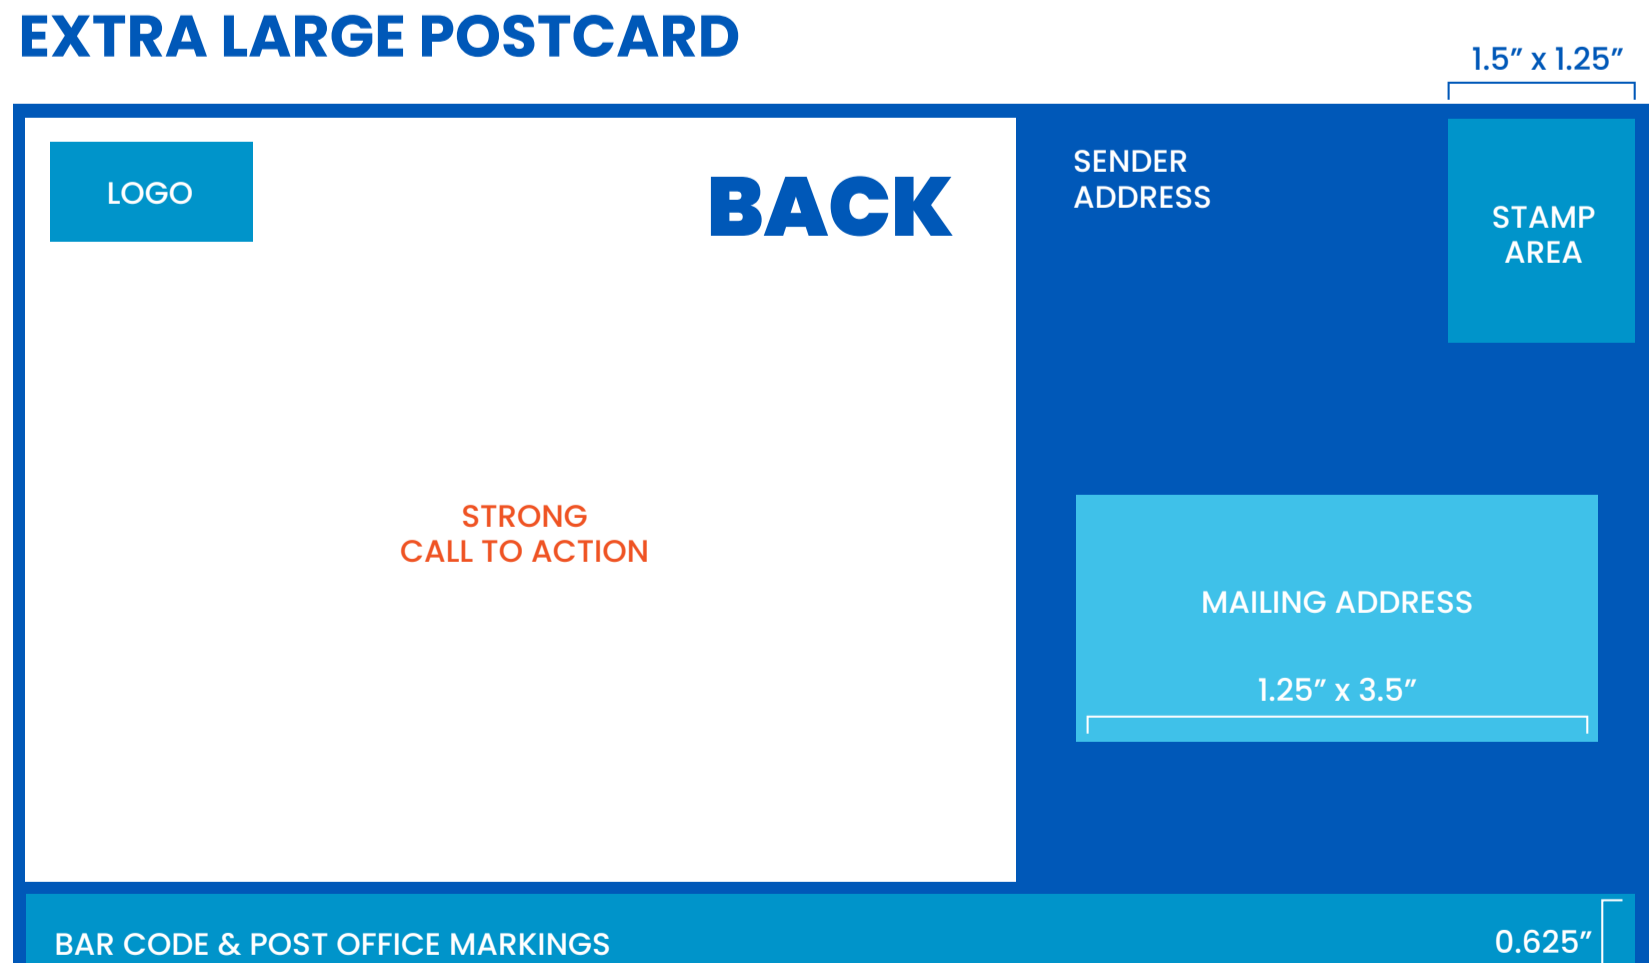 EXTRA LARGE POSTCARD
1.5” x 1.25”
LOGO
BACK
SENDER
ADDRESS
STAMP
AREA
STRONG
CALL TO ACTION
MAILING ADDRESS
1.25” x 3.5”
BAR CODE & POST OFFICE MARKINGS
0.625”